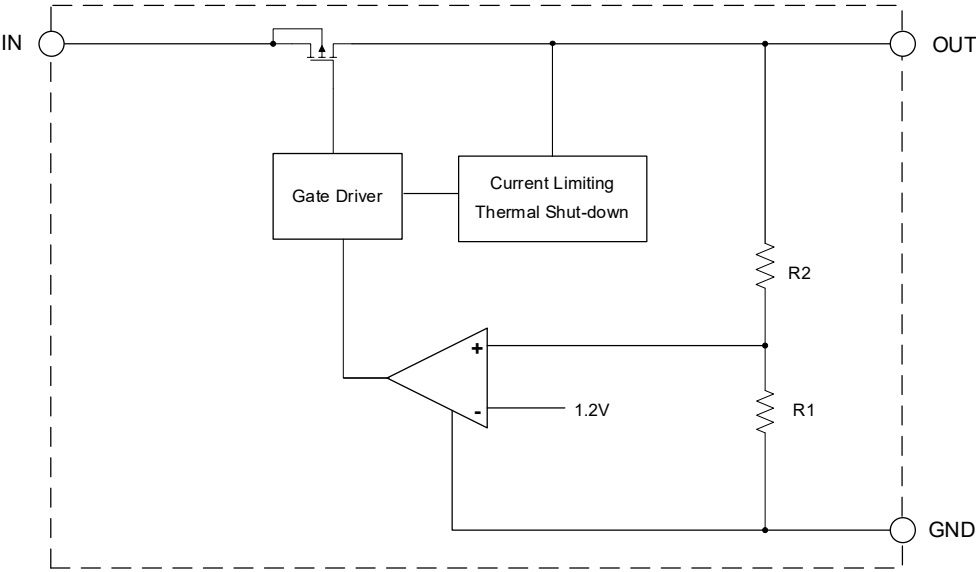 IN
OUT
Gate Driver
Current Limiting
Thermal Shut-down
R2
+
-
1.2V
R1
GND